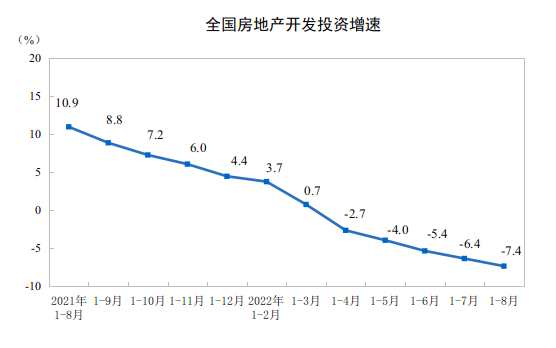 全国房地产开发投资增速
（%）
20
15
10
5
0
-5
-10
10.9
8.8
7.2
6.0
4.4
3.7
0.7
-2.7
-4.0
-5.4
-6.4
-7.4
2021年
1-8月
1-9月
1-10月
1-11月
1-12月
2022年
1-2月
1-3月
1-4月
1-5月
1-6月
1-7月
1-8月